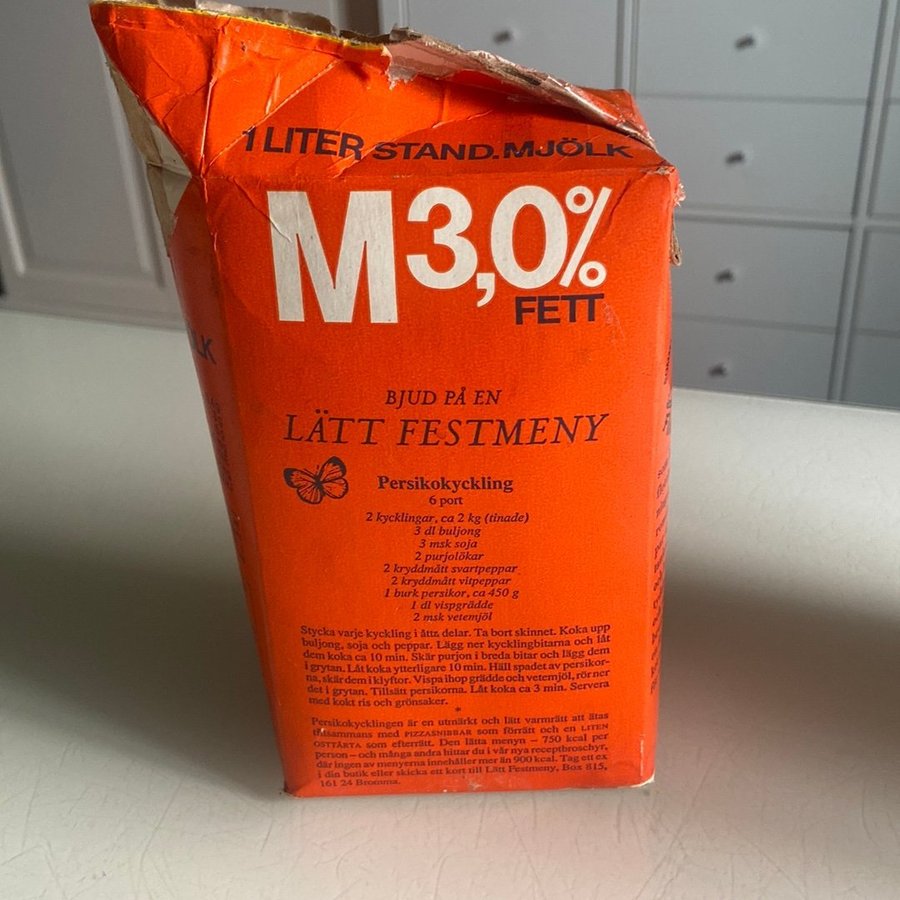 1 LITER STAND.MJÖLK
M3,0%
FETT
BJUD PÅ EN
LÄTT FESTMENY
Persikokyckling
6 port
2 kycklingar, ca 2 kg (tinade)
3 dl buljong
3 msk soja
2 purjolökar
2 kryddmått svartpeppar
2 kryddmått vitpeppar
1 burk persikor, ca 450 g
1 dl vispgrädde
2 msk vetemjöl
Stycka varje kyckling i åtta delar. Ta bort skinnet. Koka upp
buljong, soja och peppar. Lägg ner kycklingbitarna och låt
dem koka ca 10 min. Skär purjon i breda bitar och lägg dem
i grytan. Låt koka ytterligare 10 min. Häll spadet av persikor-
na, skär dem i klyftor. Vispa ihop grädde och vetemjöl, rör ner
det i grytan. Tillsätt persikorna. Låt koka ca 3 min. Servera
med kokt ris och grönsaker.
*
Persikokycklingen är en utmärkt och lätt varmrätt att ätas
tillsammans med PIZZASNIBBAR som förrätt och en LITEN
OSTTÅRTA som efterrätt. Den lätta menyn – 750 kcal per
person – och många andra hittar du i vår nya receptbroschyr,
där ingen av menyerna innehåller mer än 900 kcal. Tag ett ex
i din butik eller skicka ett kort till Lätt Festmeny, Box 815,
161 24 Bromma.
LK